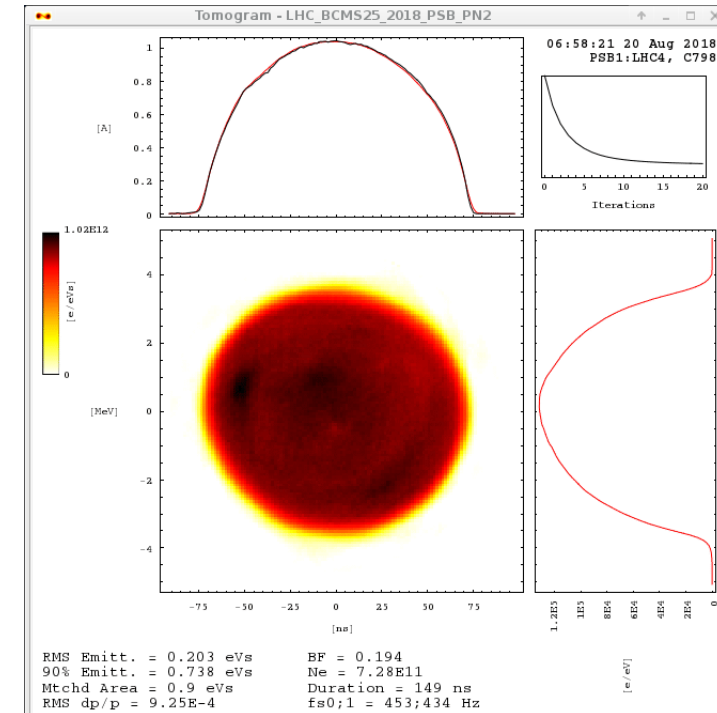 Tomogram - LHC_BCMS25_2018_PSB_PN2
06:58:21 20 Aug 2018
PSB1:LHC4, C798
[A]
1
0.8
0.6
0.4
0.2
0
0 5 10 15 20
Iterations
1.02E12
[e/eVs]
0
[MeV]
4
2
0
-2
-4
-75 -50 -25 0 25 50 75
[ns]
1.2E5 1E5 8E4 6E4 4E4 2E4 0
[e/eV]
RMS Emitt. = 0.203 eVs BF = 0.194
90% Emitt. = 0.738 eVs Ne = 7.28E11
Mtchd Area = 0.9 eVs Duration = 149 ns
RMS dp/p = 9.25E-4 fs0;1 = 453;434 Hz